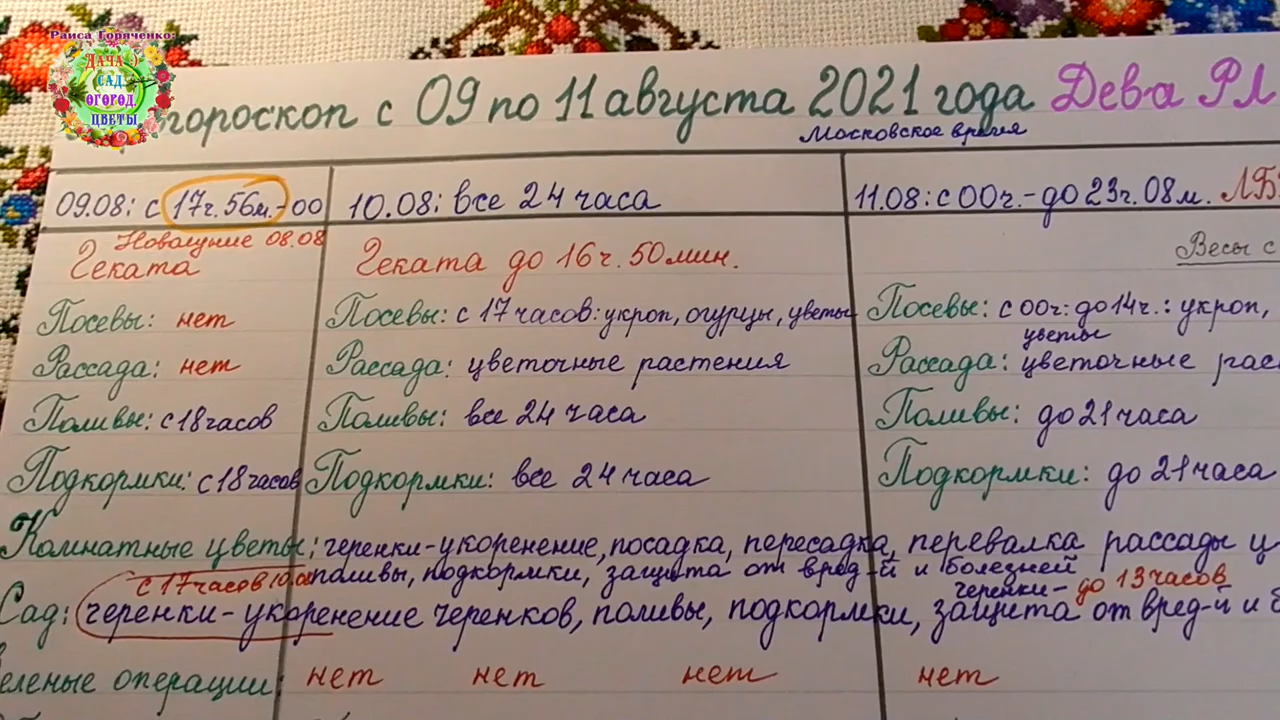 Раиса Горяченко:
ДАЧА :)
САД,
ОГОРОД,
ЦВЕТЫ
гороскоп с 09 по 11 августа 2021 года Дева РЛ
Московское время
09.08: с 17ч. 56м.-00
10.08: все 24 часа
11.08: с 00ч.- до 23ч. 08м.
Новолуние 08.08
Геката
Геката до 16ч. 50мин.
Весы с
Посевы: нет
Посевы: с 17 часов: укроп, огурцы, цветы
Посевы: с 00ч: до 14ч.: укроп,
цветы
Рассада: нет
Рассада: цветочные растения
Рассада: цветочные рас
Поливы: с 18 часов
Поливы: все 24 часа
Поливы: до 21 часа
Подкормки: с 18 часов
Подкормки: все 24 часа
Подкормки: до 21 часа
Комнатные цветы: черенки-укоренение, посадка, пересадка, перевалка рассады ц
с 17 часов 10.08 поливы, подкормки, защита от вред-й и болезней
черенки- до 13 часов
Сад: черенки-укоренение черенков, поливы, подкормки, защита от вред-й и б
еленые операции: нет нет нет нет